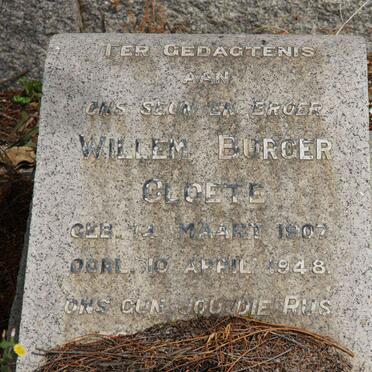 TER GEDAGTENIS
AAN
ONS SEUN EN BROER
WILLEM BURGER
CLOETE
GEB. 14 MAART 1907
OORL. 10 APRIL 1948.
ONS GUN JOU DIE RUS